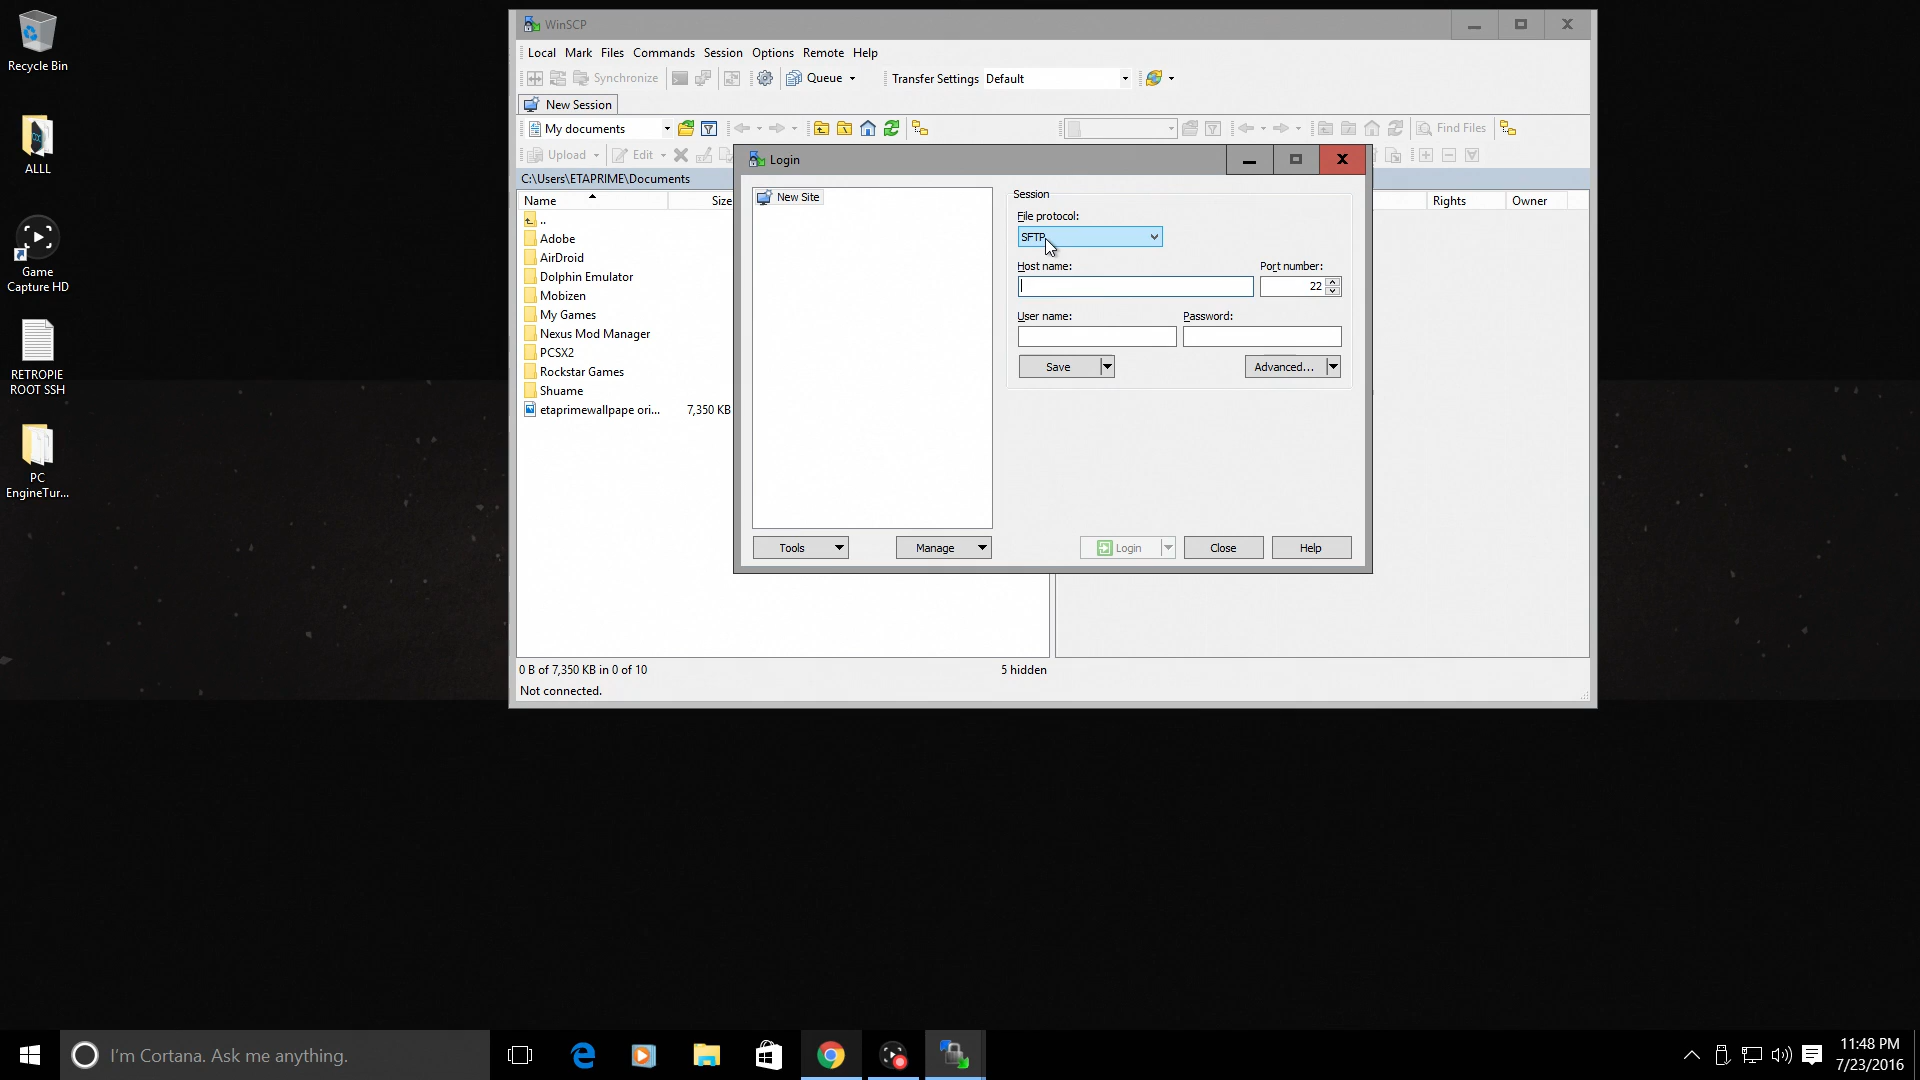 Recycle Bin
ALLL
Game
Capture HD
RETROPIE
ROOT SSH
PC
EngineTur...
WinSCP
Local Mark Files Commands Session Options Remote Help
Synchronize Queue Transfer Settings Default
New Session
My documents Find Files
Upload Edit
C:\Users\ETAPRIME\Documents
Name Size Rights Owner
..
Adobe
AirDroid
Dolphin Emulator
Mobizen
My Games
Nexus Mod Manager
PCSX2
Rockstar Games
Shuame
etaprimewallpape ori... 7,350 KB
Login
New Site
Session
File protocol:
SFTP
Host name: Port number:
22
User name: Password:
Save Advanced...
Tools Manage Login Close Help
0 B of 7,350 KB in 0 of 10 5 hidden
Not connected.
I'm Cortana. Ask me anything.
11:48 PM
7/23/2016